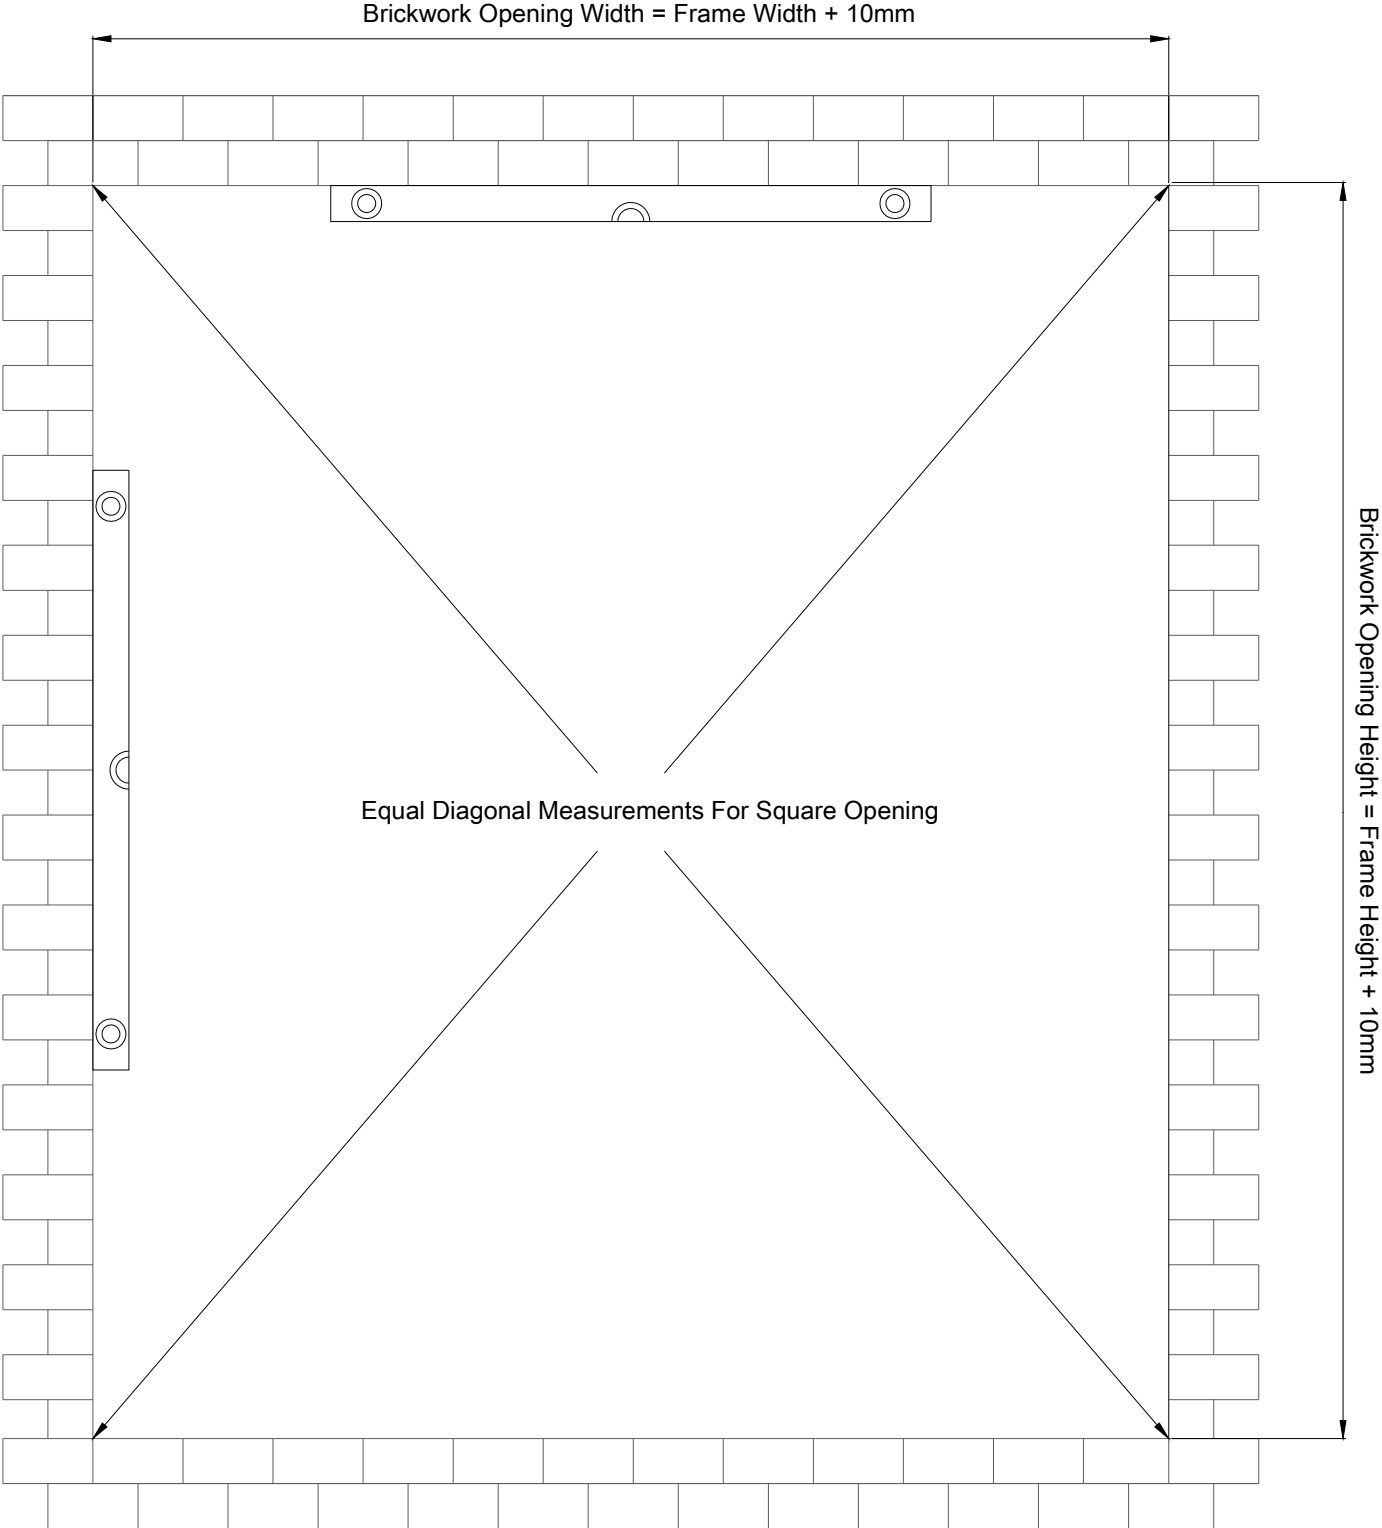 Brickwork Opening Width = Frame Width + 10mm
Equal Diagonal Measurements For Square Opening
Brickwork Opening Height = Frame Height + 10mm